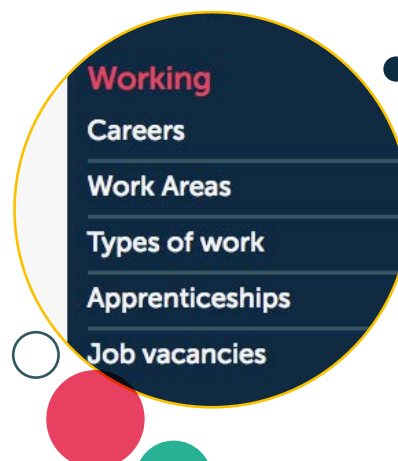 Working
Careers
Work Areas
Types of work
Apprenticeships
Job vacancies